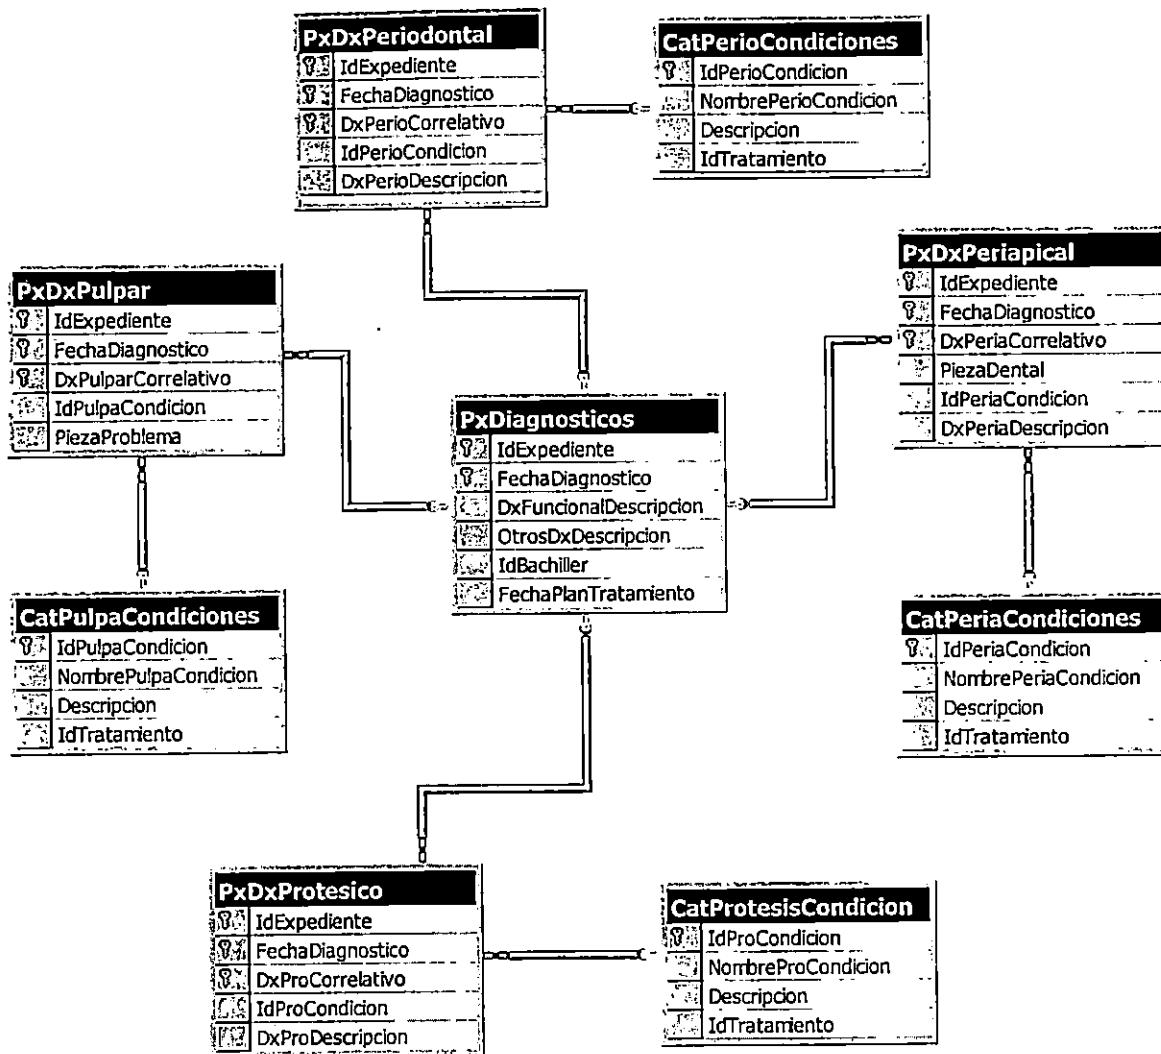 PxDxPeriodontal
IdExpediente
FechaDiagnostico
DxPerioCorrelativo
IdPerioCondicion
DxPerioDescripcion
CatPerioCondiciones
IdPerioCondicion
NombrePerioCondicion
Descripcion
IdTratamiento
PxDxPulpar
IdExpediente
FechaDiagnostico
DxPulparCorrelativo
IdPulpaCondicion
PiezaProblema
PxDxPeriapical
IdExpediente
FechaDiagnostico
DxPeriaCorrelativo
PiezaDental
IdPeriaCondicion
DxPeriaDescripcion
PxDiagnosticos
IdExpediente
FechaDiagnostico
DxFuncionalDescripcion
OtrosDxDescripcion
IdBachiller
FechaPlanTratamiento
CatPulpaCondiciones
IdPulpaCondicion
NombrePulpaCondicion
Descripcion
IdTratamiento
CatPeriaCondiciones
IdPeriaCondicion
NombrePeriaCondicion
Descripcion
IdTratamiento
PxDxProtesico
IdExpediente
FechaDiagnostico
DxProCorrelativo
IdProCondicion
DxProDescripcion
CatProtesisCondicion
IdProCondicion
NombreProCondicion
Descripcion
IdTratamiento